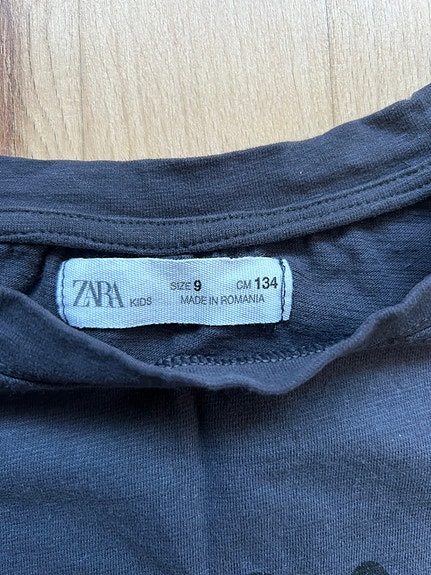 ZARA KIDS SIZE 9 CM 134
MADE IN ROMANIA